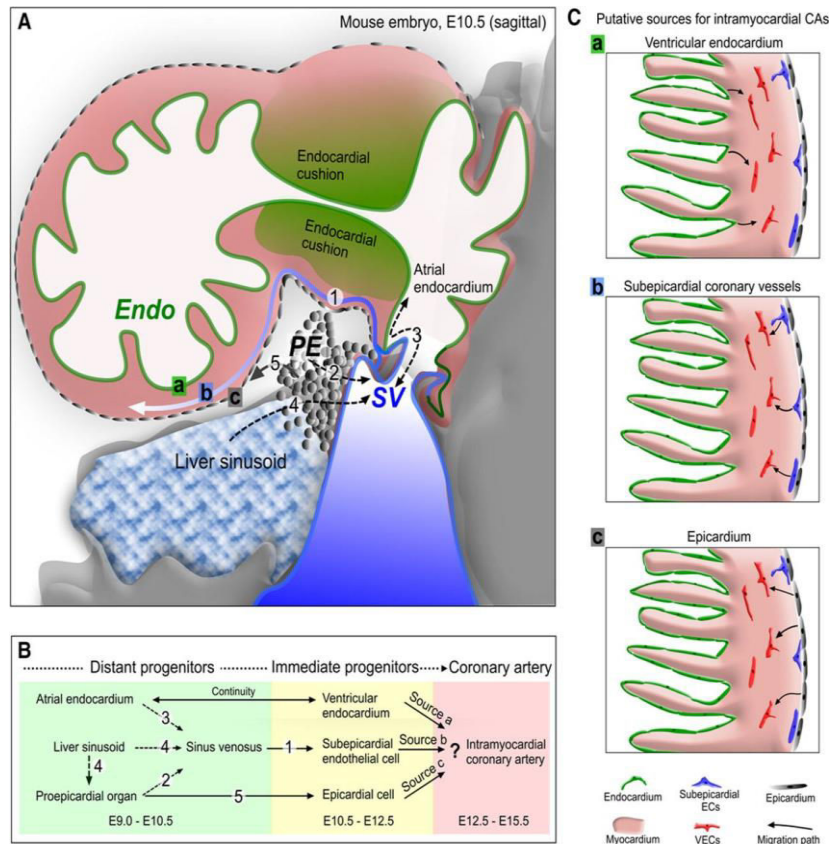 A
Mouse embryo, E10.5 (sagittal)
Endocardial
cushion
Endocardial
cushion
Atrial
endocardium
1
Endo
3
PE
5
2
a
b
c
4
SV
Liver sinusoid
B
Distant progenitors
Immediate progenitors
Coronary artery
Atrial endocardium
Continuity
Ventricular
endocardium
Source a
3
Liver sinusoid
4
Sinus venosus
1
Subepicardial
endothelial cell
Source b
?
Intramyocardial
coronary artery
4
2
Source c
Proepicardial organ
5
Epicardial cell
E9.0 - E10.5
E10.5 - E12.5
E12.5 - E15.5
C
Putative sources for intramyocardial CAs
a
Ventricular endocardium
b
Subepicardial coronary vessels
c
Epicardium
Endocardium
Subepicardial
ECs
Epicardium
Myocardium
VECs
Migration path